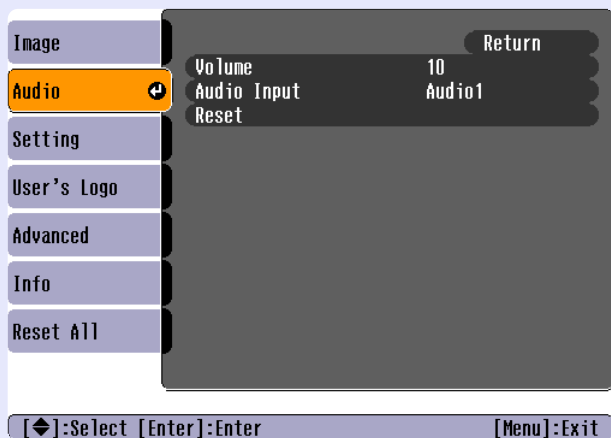 Image
Audio
Setting
User's Logo
Advanced
Info
Reset All
Return
Volume 10
Audio Input Audio1
Reset
[◆]:Select [Enter]:Enter [Menu]:Exit